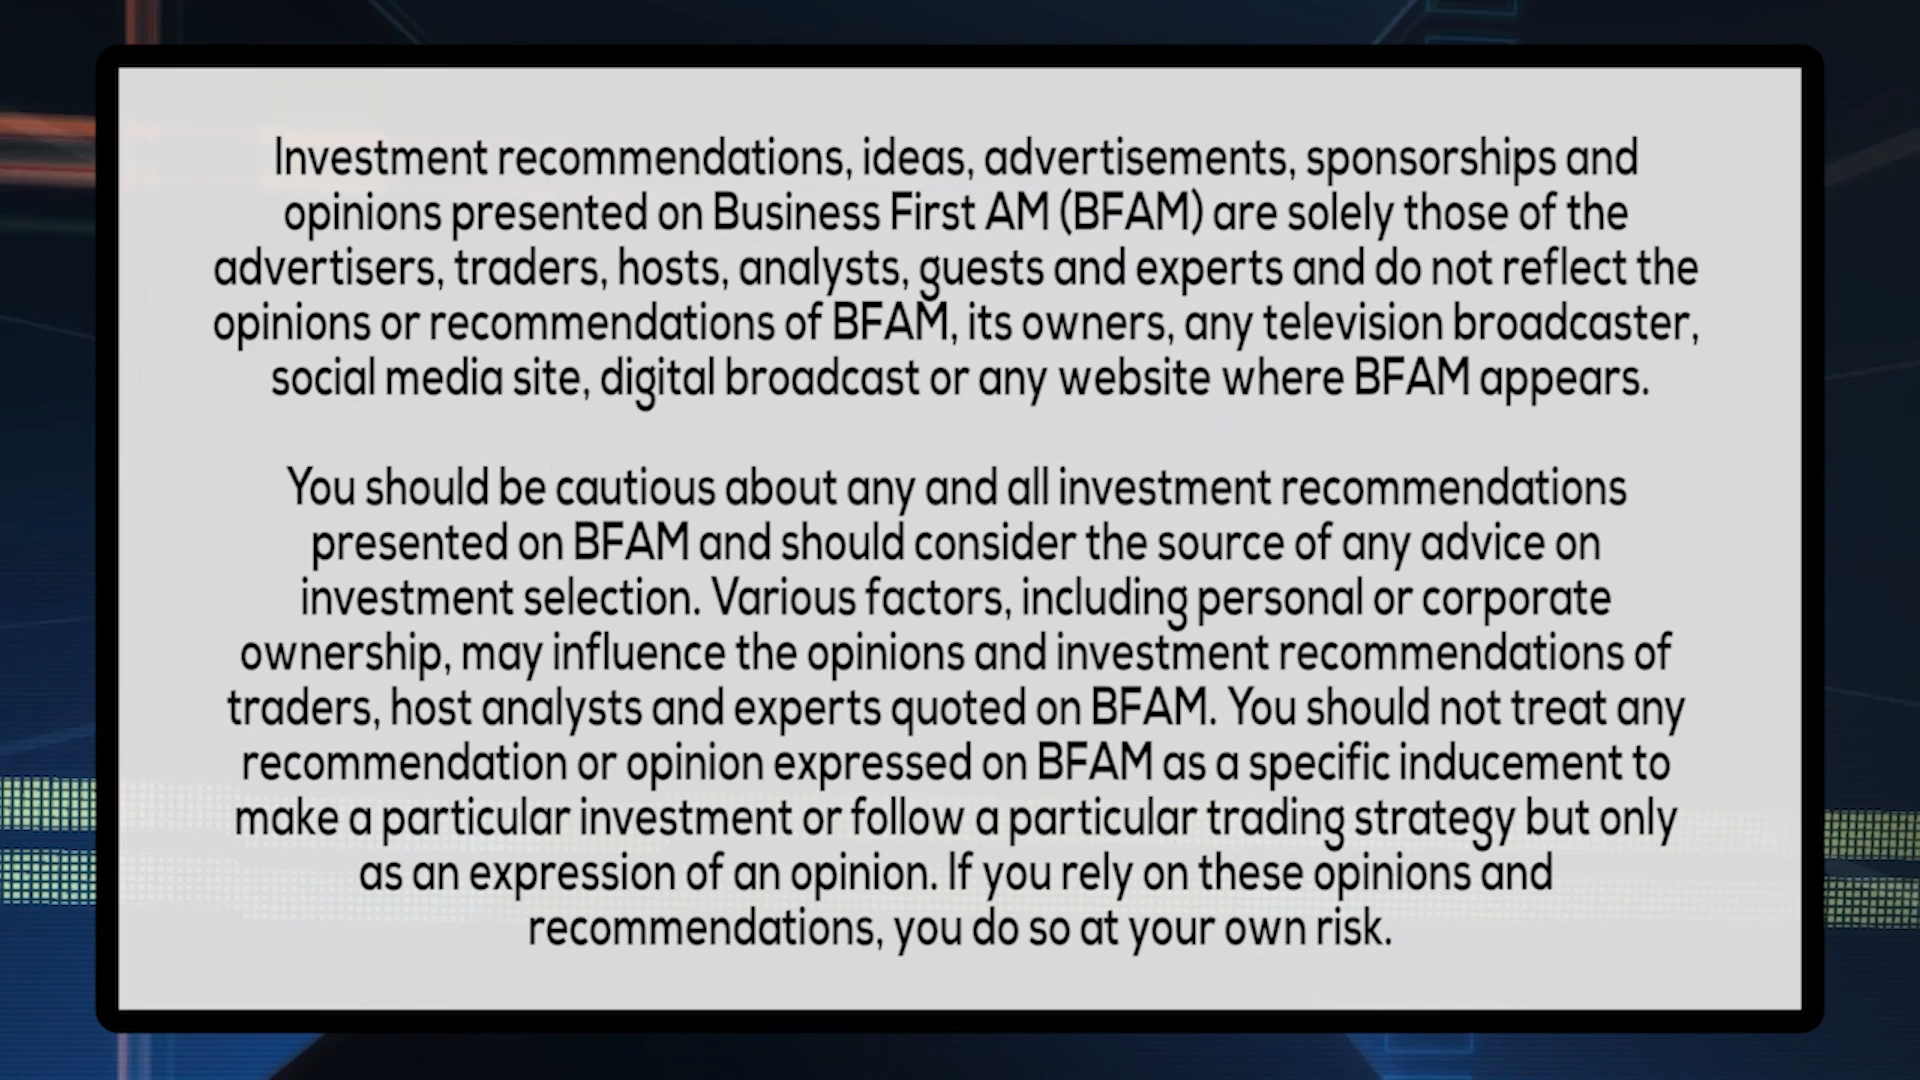 Investment recommendations, ideas, advertisements, sponsorships and
opinions presented on Business First AM (BFAM) are solely those of the
advertisers, traders, hosts, analysts, guests and experts and do not reflect the
opinions or recommendations of BFAM, its owners, any television broadcaster,
social media site, digital broadcast or any website where BFAM appears.
You should be cautious about any and all investment recommendations
presented on BFAM and should consider the source of any advice on
investment selection. Various factors, including personal or corporate
ownership, may influence the opinions and investment recommendations of
traders, host analysts and experts quoted on BFAM. You should not treat any
recommendation or opinion expressed on BFAM as a specific inducement to
make a particular investment or follow a particular trading strategy but only
as an expression of an opinion. If you rely on these opinions and
recommendations, you do so at your own risk.